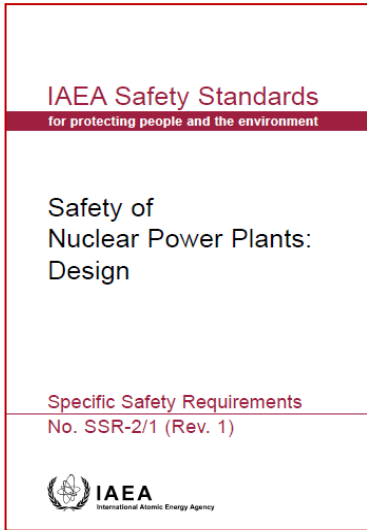 IAEA Safety Standards
for protecting people and the environment
Safety of
Nuclear Power Plants:
Design
Specific Safety Requirements
No. SSR-2/1 (Rev. 1)
IAEA
International Atomic Energy Agency